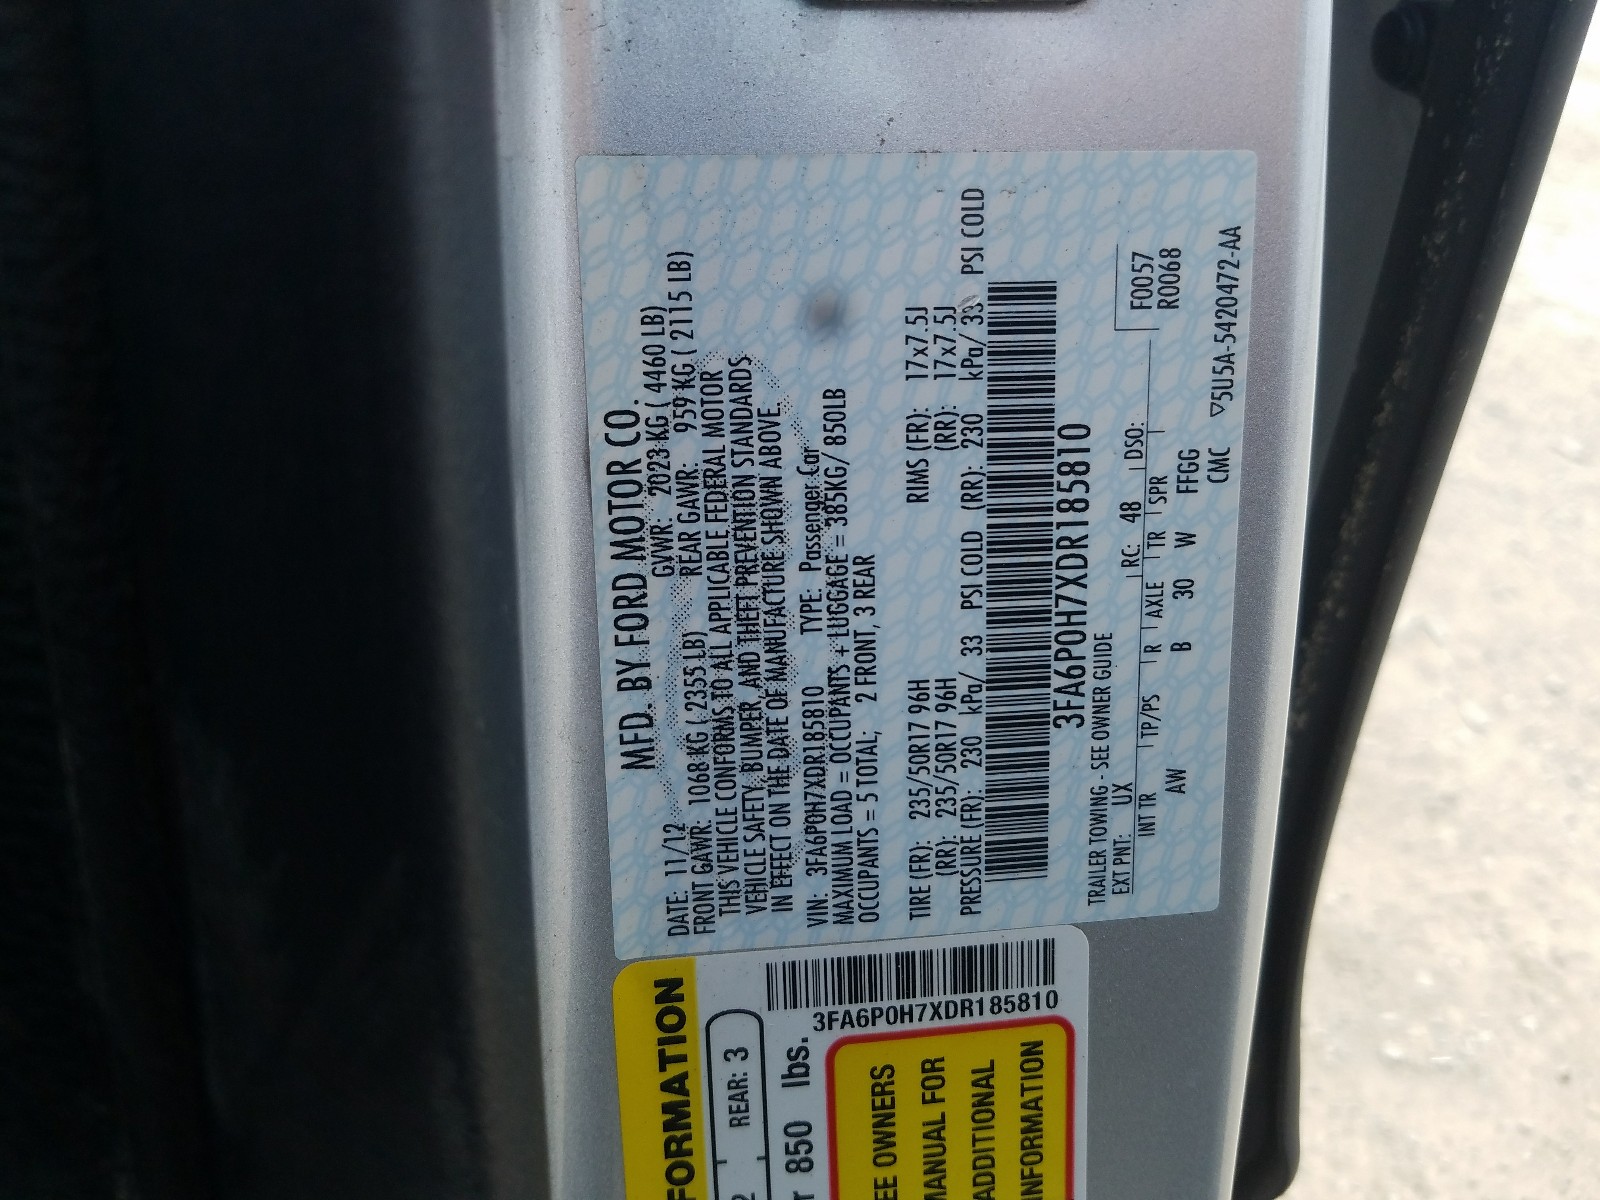 MFD. BY FORD MOTOR CO.
DATE: 11/12 GVWR: 2023 KG ( 4460 LB)
FRONT GAWR: 1068 KG ( 2355 LB) REAR GAWR: 959 KG ( 2115 LB)
THIS VEHICLE CONFORMS TO ALL APPLICABLE FEDERAL MOTOR
VEHICLE SAFETY, BUMPER, AND THEFT PREVENTION STANDARDS
IN EFFECT ON THE DATE OF MANUFACTURE SHOWN ABOVE.
VIN: 3FA6P0H7XDR185810 TYPE: Passenger Car
MAXIMUM LOAD = OCCUPANTS + LUGGAGE = 385KG/ 850LB
OCCUPANTS = 5 TOTAL; 2 FRONT, 3 REAR
TIRE (FR): 235/50R17 96H RIMS (FR): 17x7.5J
(RR): 235/50R17 96H (RR): 17x7.5J
PRESSURE (FR): 230 kPa/ 33 PSI COLD (RR): 230 kPa/ 33 PSI COLD
3FA6P0H7XDR185810
TRAILER TOWING - SEE OWNER GUIDE
EXT PNT: UX RC: 48 DSO: F0057
INT TR TP/PS R AXLE TR SPR R0068
AW B 30 W FFGG
CMC ▽5U5A-5420472-AA
FORMATION
2 REAR: 3
850 lbs.
3FA6P0H7XDR185810
EE OWNERS
MANUAL FOR
ADDITIONAL
INFORMATION